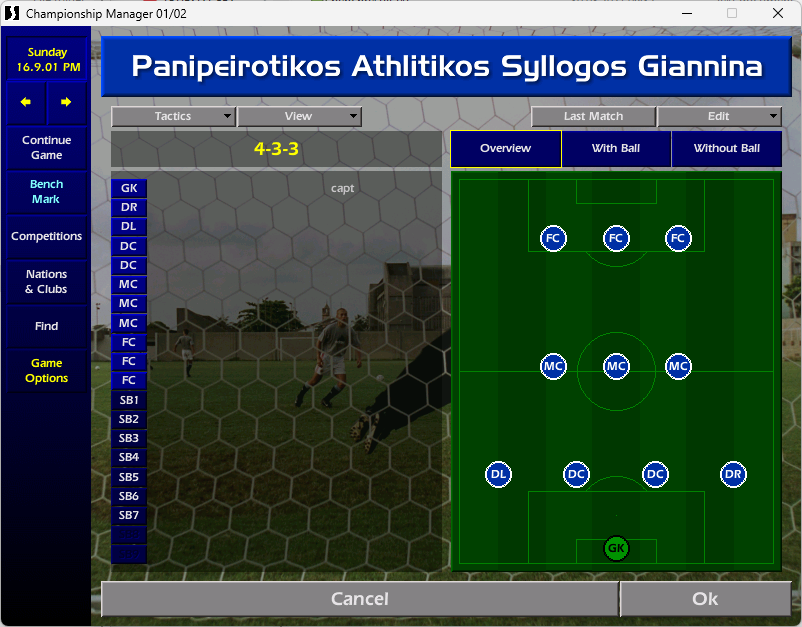 Championship Manager 01/02
Sunday
16.9.01 PM
Continue
Game
Bench
Mark
Competitions
Nations
& Clubs
Find
Game
Options
Panipeirotikos Athlitikos Syllogos Giannina
Tactics
View
Last Match
Edit
4-3-3
Overview
With Ball
Without Ball
GK capt
DR
DL
DC
DC
MC
MC
MC
FC
FC
FC
SB1
SB2
SB3
SB4
SB5
SB6
SB7
FC FC FC
MC MC MC
DL DC DC DR
GK
Cancel
Ok